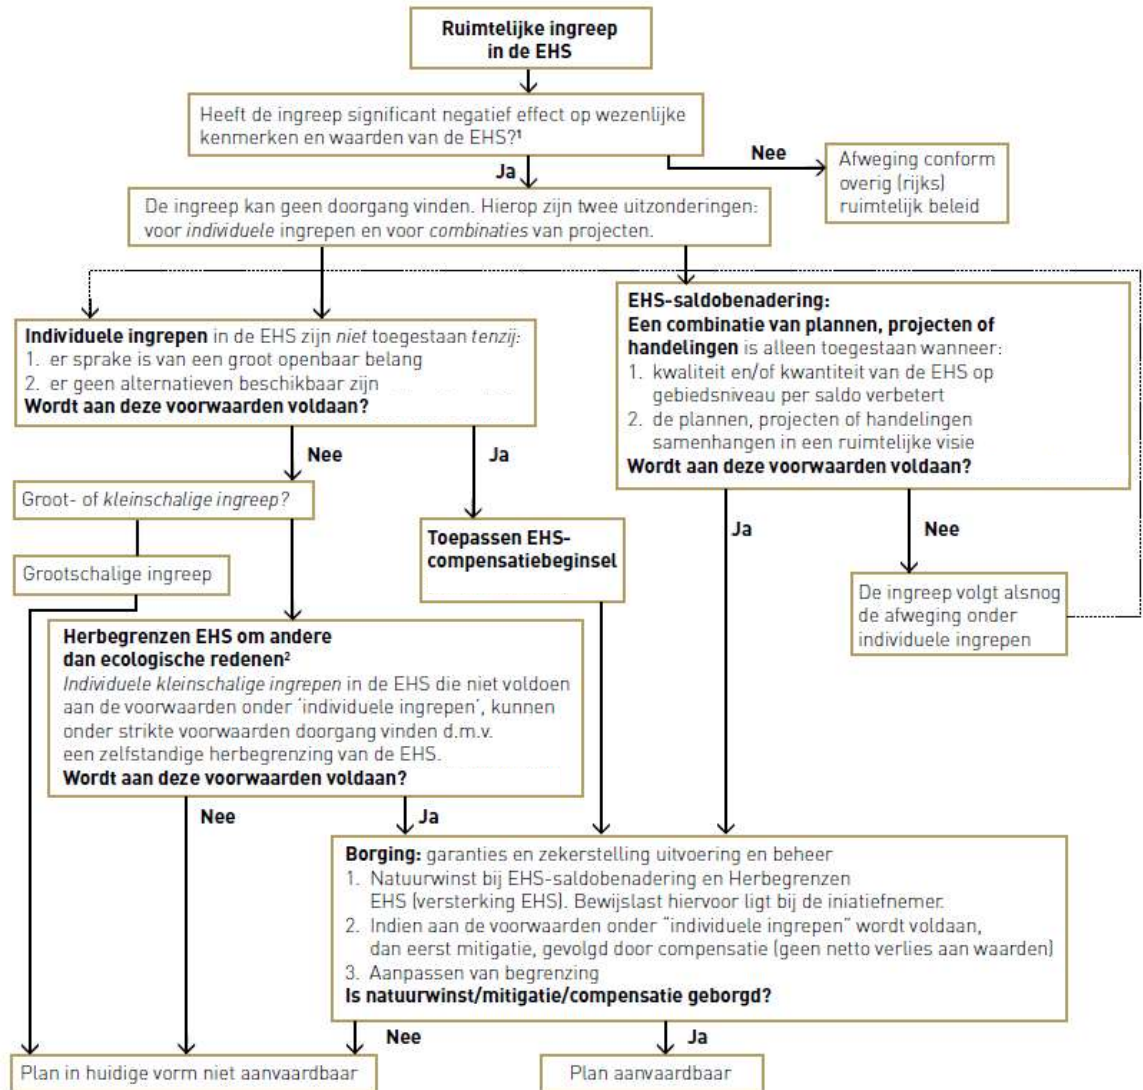 Ruimtelijke ingreep
in de EHS
Heeft de ingreep significant negatief effect op wezenlijke
kenmerken en waarden van de EHS?¹
Nee
Afweging conform
overig (rijks)
ruimtelijk beleid
Ja
De ingreep kan geen doorgang vinden. Hierop zijn twee uitzonderingen:
voor individuele ingrepen en voor combinaties van projecten.
Individuele ingrepen in de EHS zijn niet toegestaan tenzij:
1. er sprake is van een groot openbaar belang
2. er geen alternatieven beschikbaar zijn
Wordt aan deze voorwaarden voldaan?
EHS-saldobenadering:
Een combinatie van plannen, projecten of
handelingen is alleen toegestaan wanneer:
1. kwaliteit en/of kwantiteit van de EHS op
gebiedsniveau per saldo verbetert
2. de plannen, projecten of handelingen
samenhangen in een ruimtelijke visie
Wordt aan deze voorwaarden voldaan?
Nee
Ja
Groot- of kleinschalige ingreep?
Grootschalige ingreep
Toepassen EHS-
compensatiebeginsel
Ja
Nee
De ingreep volgt alsnog
de afweging onder
individuele ingrepen
Herbegrenzen EHS om andere
dan ecologische redenen²
Individuele kleinschalige ingrepen in de EHS die niet voldoen
aan de voorwaarden onder ‘individuele ingrepen’, kunnen
onder strikte voorwaarden doorgang vinden d.m.v.
een zelfstandige herbegrenzing van de EHS.
Wordt aan deze voorwaarden voldaan?
Nee
Ja
Borging: garanties en zekerstelling uitvoering en beheer
1. Natuurwinst bij EHS-saldobenadering en Herbegrenzen
EHS (versterking EHS). Bewijslast hiervoor ligt bij de iniatiefnemer.
2. Indien aan de voorwaarden onder “individuele ingrepen” wordt voldaan,
dan eerst mitigatie, gevolgd door compensatie (geen netto verlies aan waarden)
3. Aanpassen van begrenzing
Is natuurwinst/mitigatie/compensatie geborgd?
Nee
Ja
Plan in huidige vorm niet aanvaardbaar
Plan aanvaardbaar